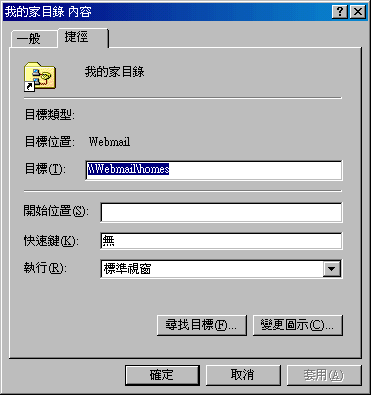 我的家目錄 內容
一般 捷徑
我的家目錄
目標類型:
目標位置: Webmail
目標(T): \\Webmail\homes
開始位置(S):
快速鍵(K): 無
執行(R): 標準視窗
尋找目標(F)... 變更圖示(C)...
確定 取消 套用(A)